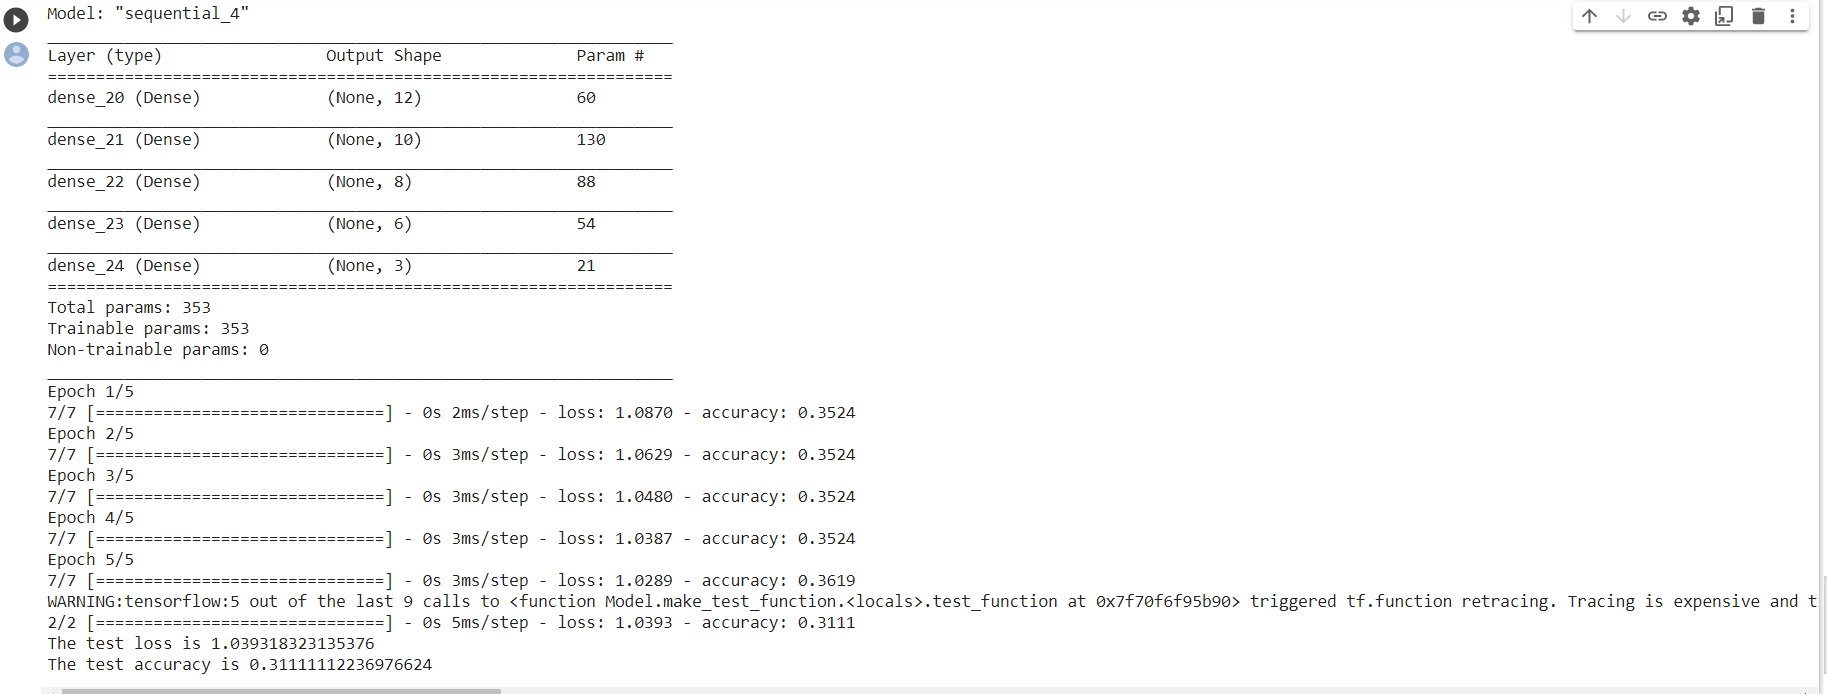 Model: "sequential_4"
_________________________________________________________________
Layer (type)                 Output Shape              Param #
=================================================================
dense_20 (Dense)             (None, 12)                60
_________________________________________________________________
dense_21 (Dense)             (None, 10)                130
_________________________________________________________________
dense_22 (Dense)             (None, 8)                 88
_________________________________________________________________
dense_23 (Dense)             (None, 6)                 54
_________________________________________________________________
dense_24 (Dense)             (None, 3)                 21
=================================================================
Total params: 353
Trainable params: 353
Non-trainable params: 0
_________________________________________________________________
Epoch 1/5
7/7 [==============================] - 0s 2ms/step - loss: 1.0870 - accuracy: 0.3524
Epoch 2/5
7/7 [==============================] - 0s 3ms/step - loss: 1.0629 - accuracy: 0.3524
Epoch 3/5
7/7 [==============================] - 0s 3ms/step - loss: 1.0480 - accuracy: 0.3524
Epoch 4/5
7/7 [==============================] - 0s 3ms/step - loss: 1.0387 - accuracy: 0.3524
Epoch 5/5
7/7 [==============================] - 0s 3ms/step - loss: 1.0289 - accuracy: 0.3619
WARNING:tensorflow:5 out of the last 9 calls to <function Model.make_test_function.<locals>.test_function at 0x7f70f6f95b90> triggered tf.function retracing. Tracing is expensive and t
2/2 [==============================] - 0s 5ms/step - loss: 1.0393 - accuracy: 0.3111
The test loss is 1.039318323135376
The test accuracy is 0.31111112236976624